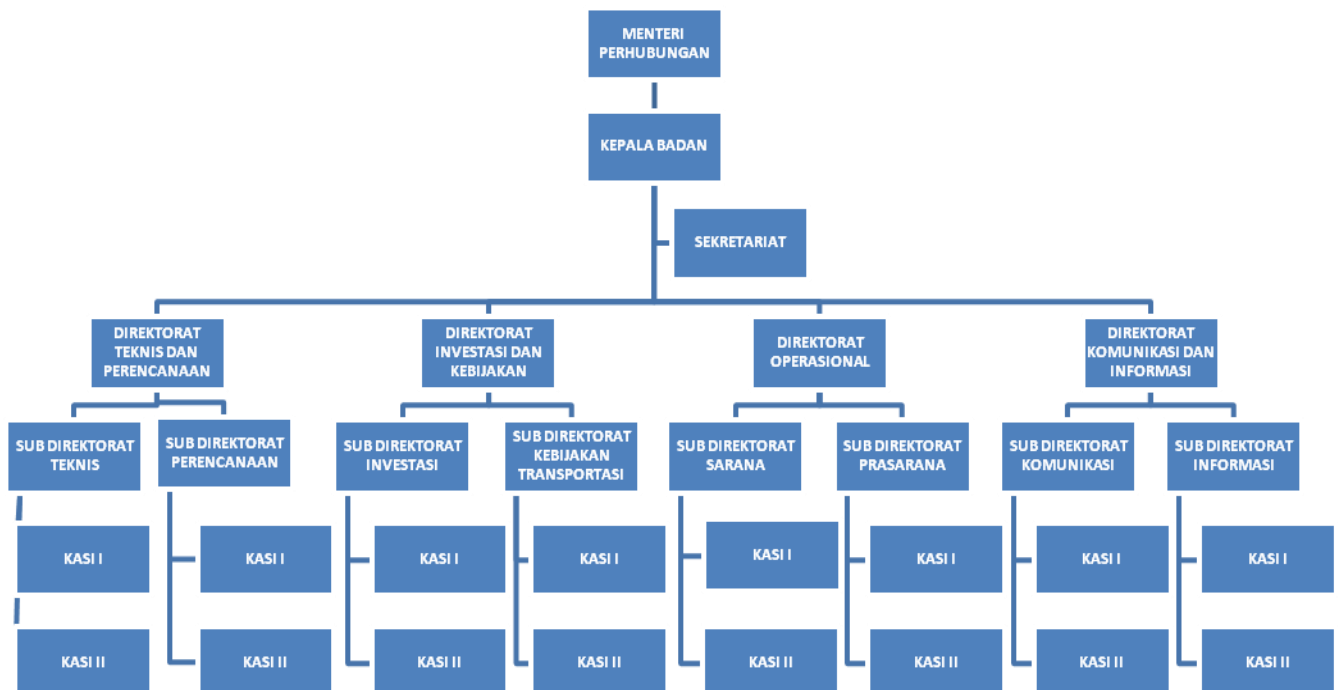 MENTERI
PERHUBUNGAN
KEPALA BADAN
SEKRETARIAT
DIREKTORAT
TEKNIS DAN
PERENCANAAN
DIREKTORAT
INVESTASI DAN
KEBIJAKAN
DIREKTORAT
OPERASIONAL
DIREKTORAT
KOMUNIKASI DAN
INFORMASI
SUB DIREKTORAT
TEKNIS
SUB DIREKTORAT
PERENCANAAN
SUB DIREKTORAT
INVESTASI
SUB DIREKTORAT
KEBIJAKAN
TRANSPORTASI
SUB DIREKTORAT
SARANA
SUB DIREKTORAT
PRASARANA
SUB DIREKTORAT
KOMUNIKASI
SUB DIREKTORAT
INFORMASI
KASI I
KASI I
KASI I
KASI I
KASI I
KASI I
KASI I
KASI I
KASI II
KASI II
KASI II
KASI II
KASI II
KASI II
KASI II
KASI II